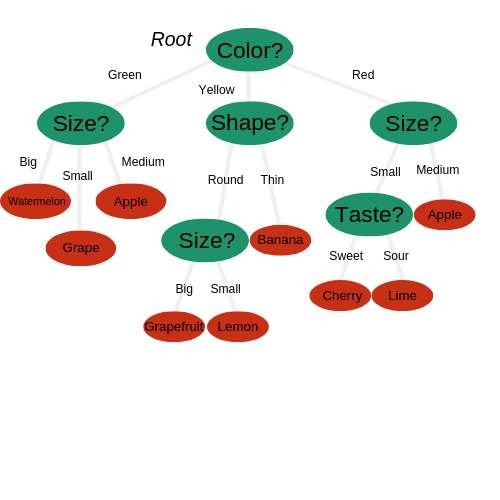 Root
Color?
Green
Yellow
Red
Size?
Shape?
Size?
Big
Small
Medium
Round
Thin
Small
Medium
Watermelon
Apple
Grape
Size?
Banana
Taste?
Apple
Big
Small
Sweet
Sour
Grapefruit
Lemon
Cherry
Lime